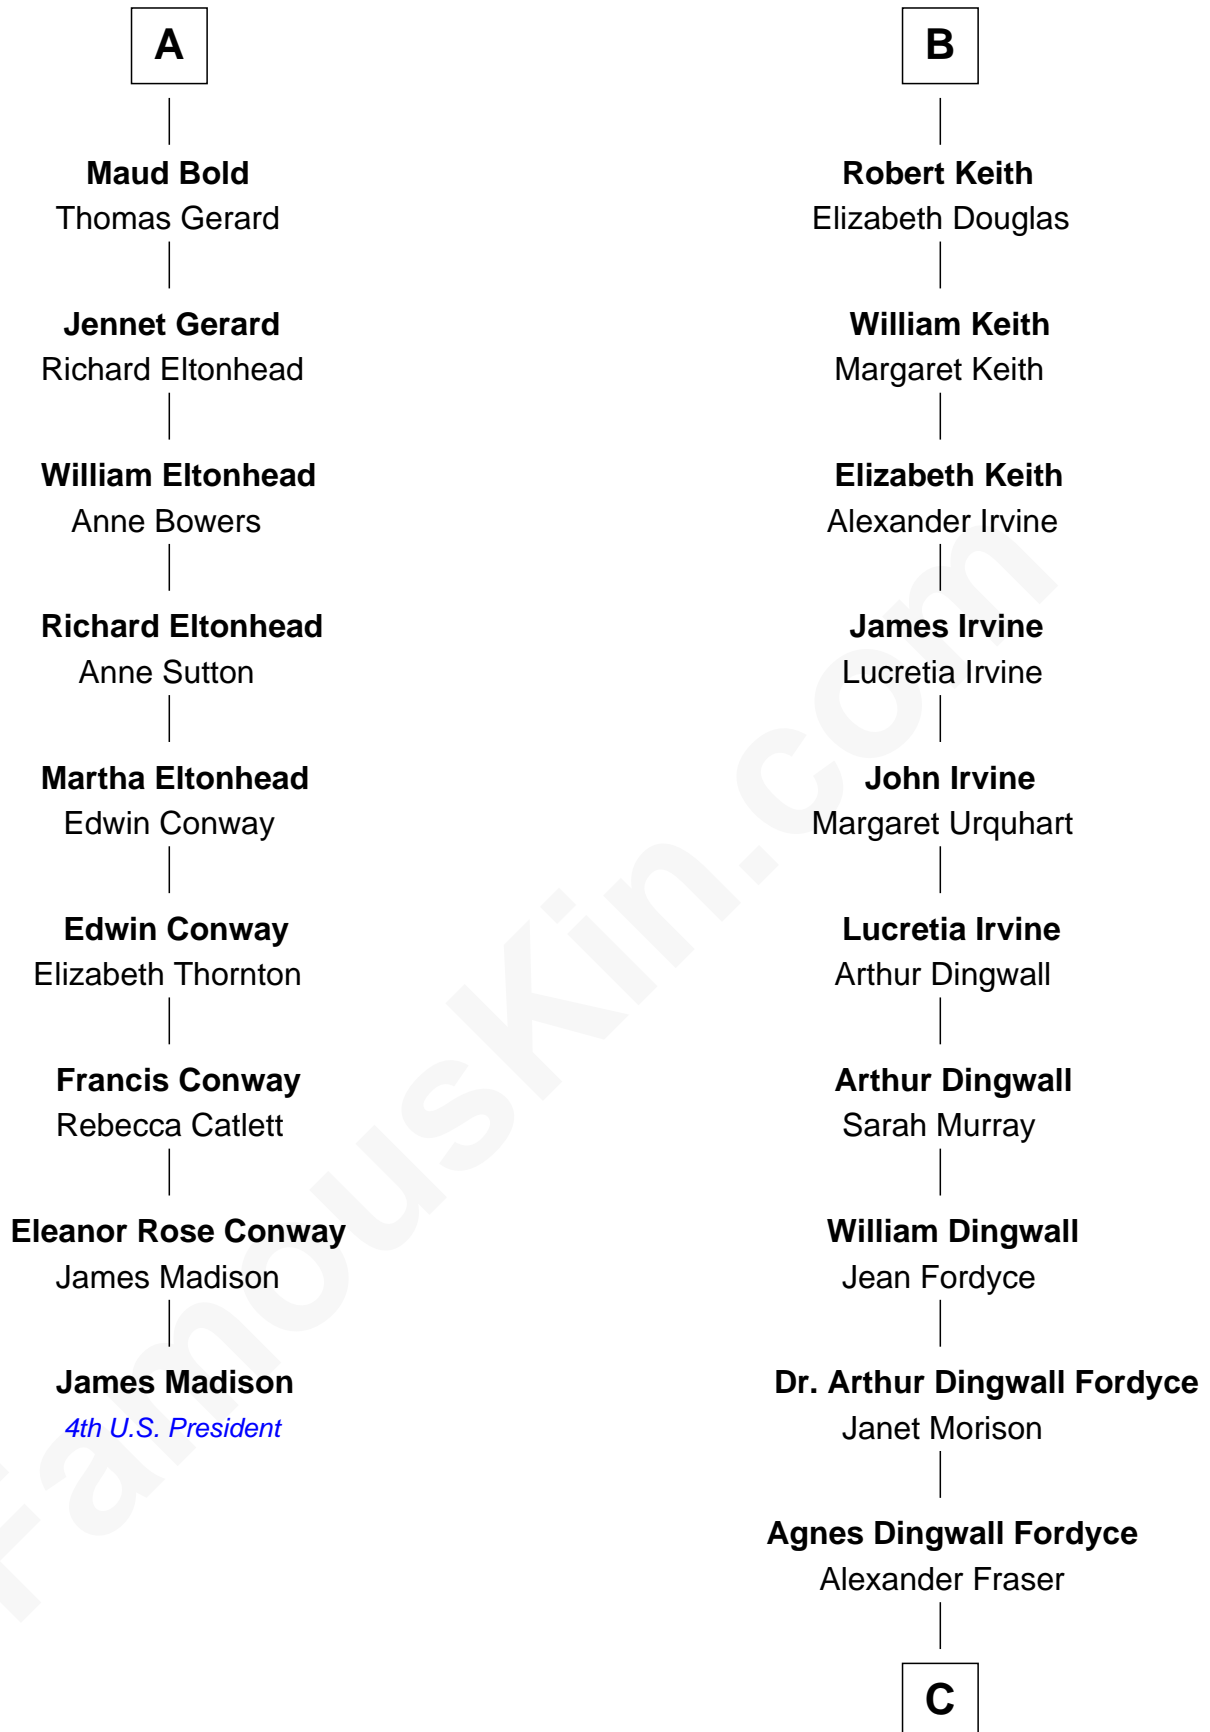 A
Maud Bold
Thomas Gerard
Jennet Gerard
Richard Eltonhead
William Eltonhead
Anne Bowers
Richard Eltonhead
Anne Sutton
Martha Eltonhead
Edwin Conway
Edwin Conway
Elizabeth Thornton
Francis Conway
Rebecca Catlett
Eleanor Rose Conway
James Madison
James Madison
4th U.S. President
B
Robert Keith
Elizabeth Douglas
William Keith
Margaret Keith
Elizabeth Keith
Alexander Irvine
James Irvine
Lucretia Irvine
John Irvine
Margaret Urquhart
Lucretia Irvine
Arthur Dingwall
Arthur Dingwall
Sarah Murray
William Dingwall
Jean Fordyce
Dr. Arthur Dingwall Fordyce
Janet Morison
Agnes Dingwall Fordyce
Alexander Fraser
C
FamousKin.com